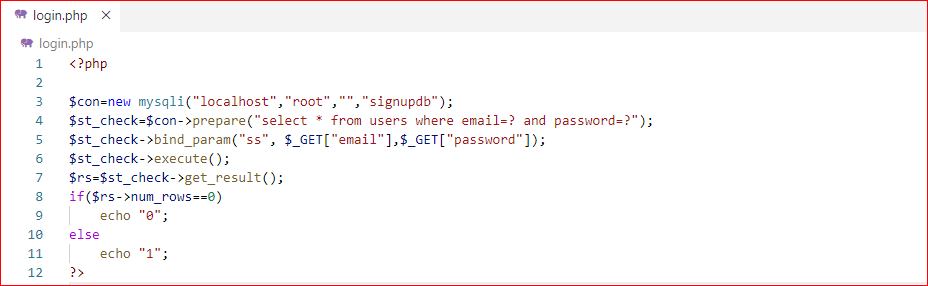 login.php ×
login.php
1 <?php
2
3 $con=new mysqli("localhost","root","","signupdb");
4 $st_check=$con->prepare("select * from users where email=? and password=?");
5 $st_check->bind_param("ss", $_GET["email"],$_GET["password"]);
6 $st_check->execute();
7 $rs=$st_check->get_result();
8 if($rs->num_rows==0)
9     echo "0";
10 else
11     echo "1";
12 ?>